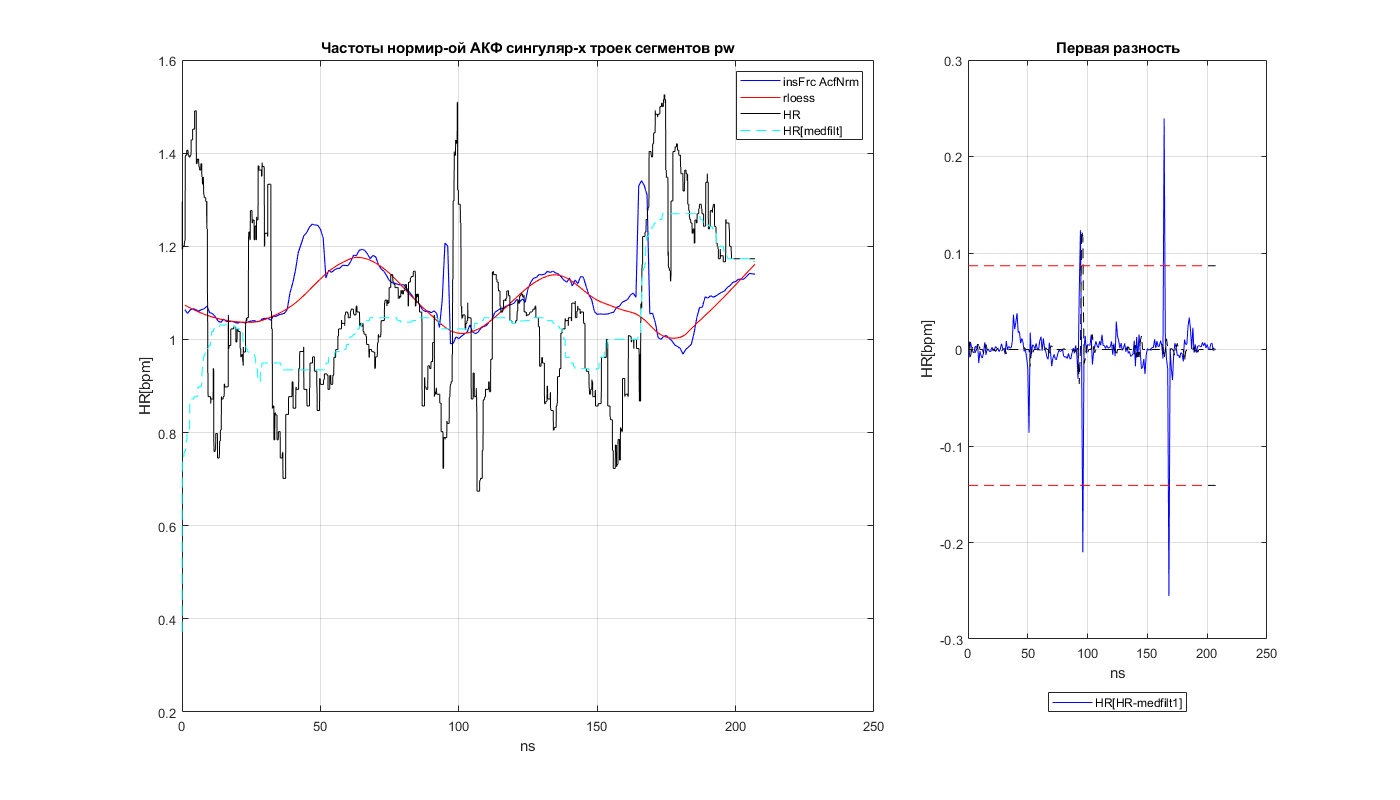 Частоты нормир-ой АКФ сингуляр-х троек сегментов pw
1.6
1.4
1.2
1
0.8
0.6
0.4
0.2
HR[bpm]
0
50
100
150
200
250
ns
insFrc AcfNrm
rloess
HR
HR[medfilt]
Первая разность
0.3
0.2
0.1
0
-0.1
-0.2
-0.3
HR[bpm]
0
50
100
150
200
250
ns
HR[HR-medfilt1]